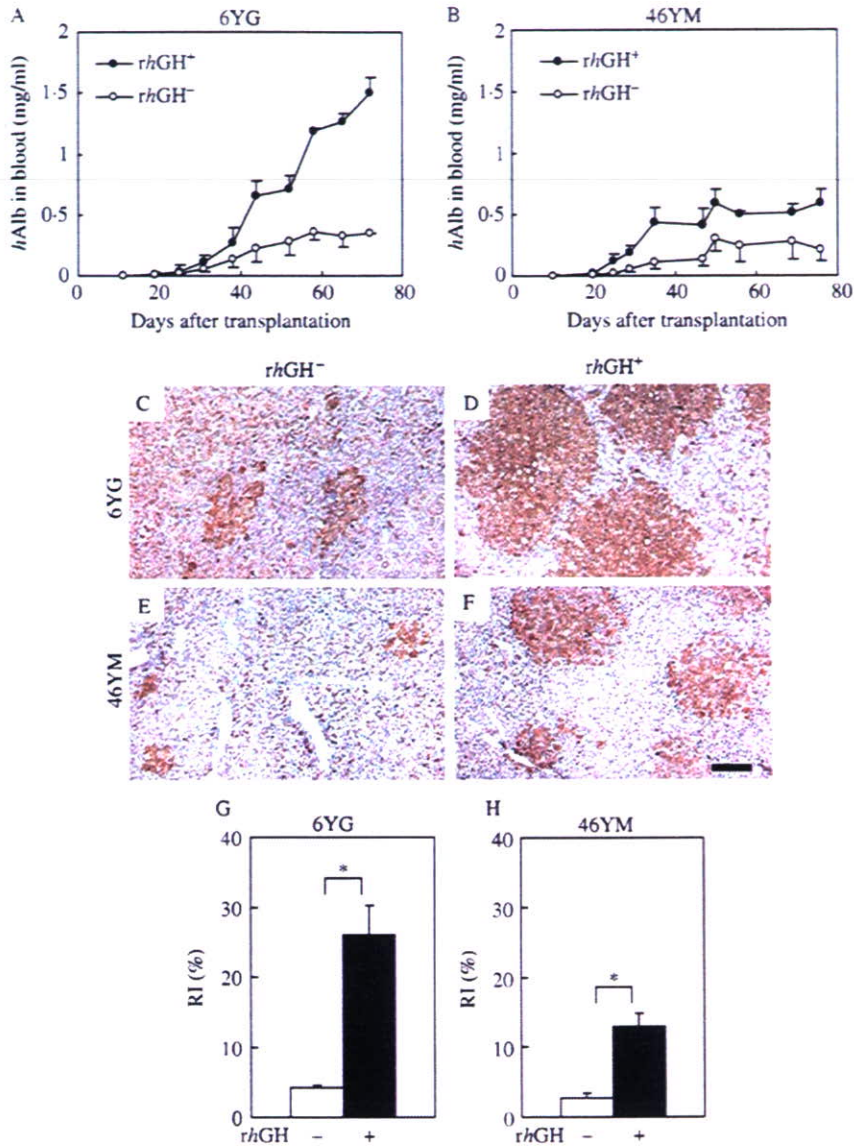 A 6YG
2
1·5
1
0·5
0
hAlb in blood (mg/ml)
rhGH+
rhGH−
0 20 40 60 80
Days after transplantation
B 46YM
2
1·5
1
0·5
0
hAlb in blood (mg/ml)
rhGH+
rhGH−
0 20 40 60 80
Days after transplantation
rhGH− rhGH+
6YG
C D
46YM
E F
G 6YG
40
30
20
10
0
RI (%)
*
rhGH − +
H 46YM
40
30
20
10
0
RI (%)
*
rhGH − +